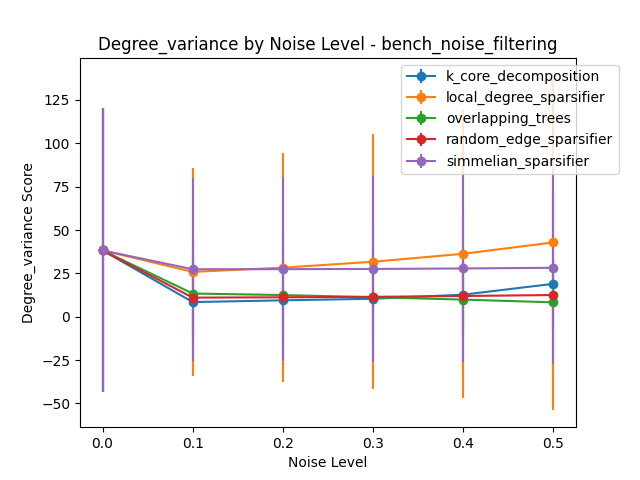 Degree_variance by Noise Level - bench_noise_filtering
k_core_decomposition
local_degree_sparsifier
overlapping_trees
random_edge_sparsifier
simmelian_sparsifier
Degree_variance Score
125
100
75
50
25
0
−25
−50
0.0 0.1 0.2 0.3 0.4 0.5
Noise Level